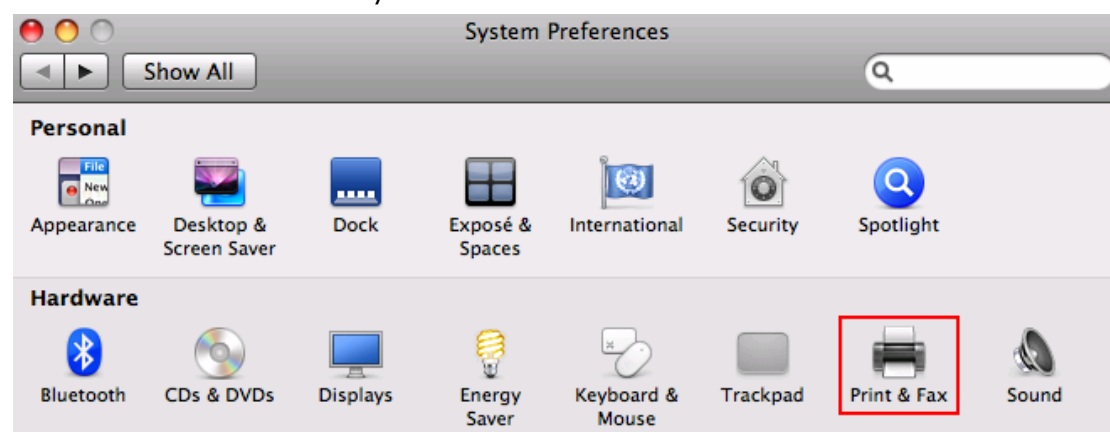 System Preferences
Show All
Personal
File
New
Appearance
Desktop &
Screen Saver
Dock
Exposé &
Spaces
International
Security
Spotlight
Hardware
Bluetooth
CDs & DVDs
Displays
Energy
Saver
Keyboard &
Mouse
Trackpad
Print & Fax
Sound